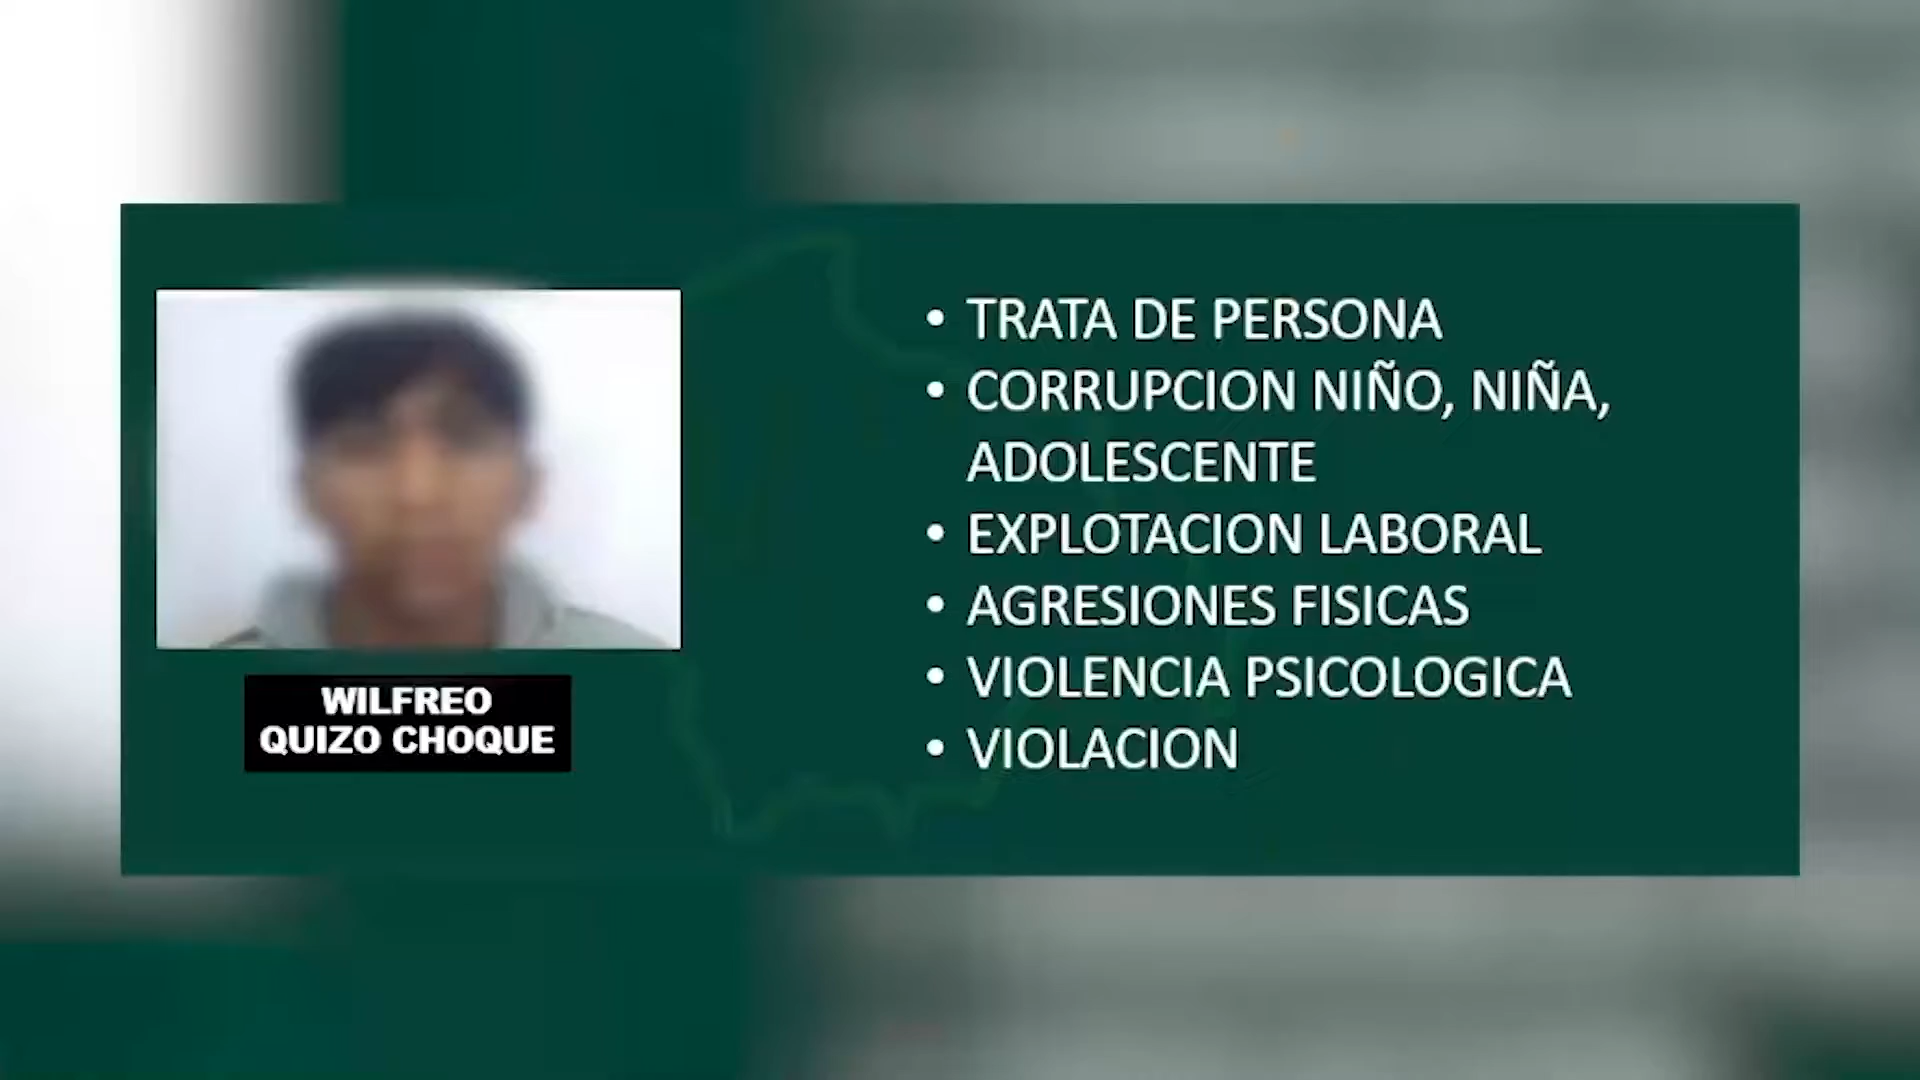 WILFREO
QUIZO CHOQUE
• TRATA DE PERSONA
• CORRUPCION NIÑO, NIÑA,
ADOLESCENTE
• EXPLOTACION LABORAL
• AGRESIONES FISICAS
• VIOLENCIA PSICOLOGICA
• VIOLACION